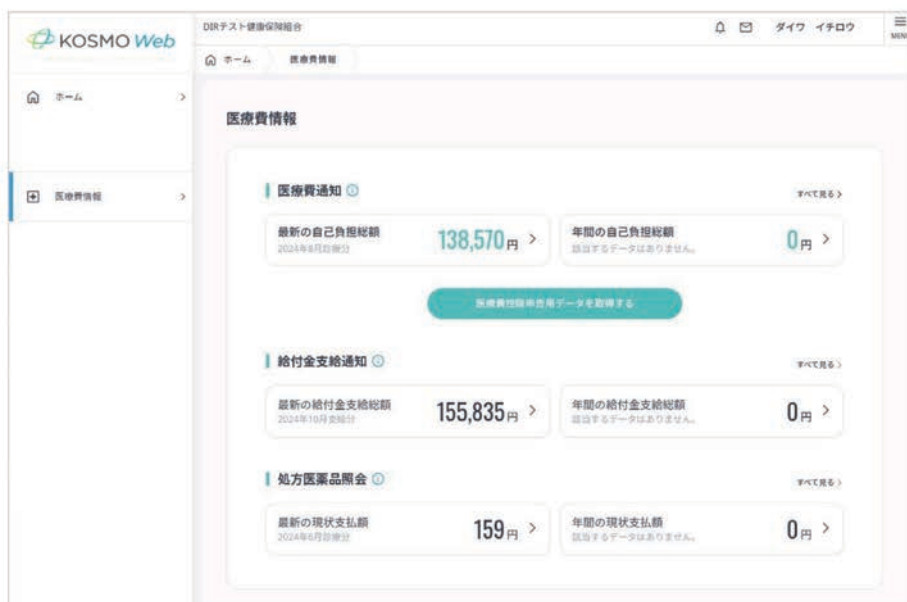 KOSMO Web
DIRテスト健康保険組合
ダイワ イチロウ
MENU
ホーム
医療費情報
ホーム
医療費情報
医療費情報
医療費通知
すべて見る
最新の自己負担総額
138,570円
2024年8月診療分
年間の自己負担総額
0円
該当するデータはありません。
医療費控除申告用データを取得する
給付金支給通知
すべて見る
最新の給付金支給総額
155,835円
2024年10月支給分
年間の給付金支給総額
0円
該当するデータはありません。
処方医薬品照会
すべて見る
最新の現状支払額
159円
2024年6月診療分
年間の現状支払額
0円
該当するデータはありません。